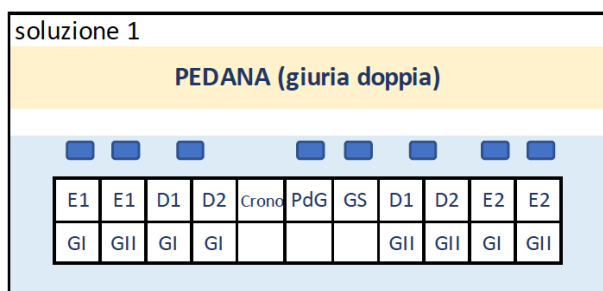 soluzione 1
PEDANA (giuria doppia)
E1 E1 D1 D2 Crono PdG GS D1 D2 E2 E2
GI GII GI GI GII GII GI GII